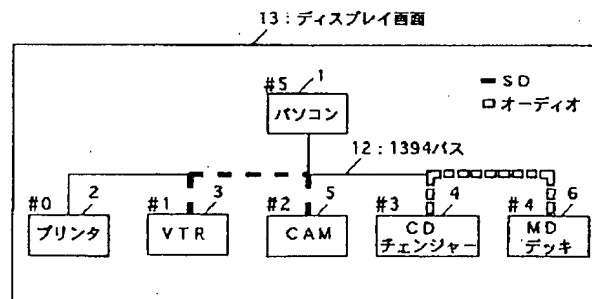 13：ディスプレイ画面
#5
1
パソコン
SD
オーディオ
12：1394バス
#0
2
プリンタ
#1
3
VTR
#2
5
CAM
#3
4
CD
チェンジャー
#4
6
MD
デッキ